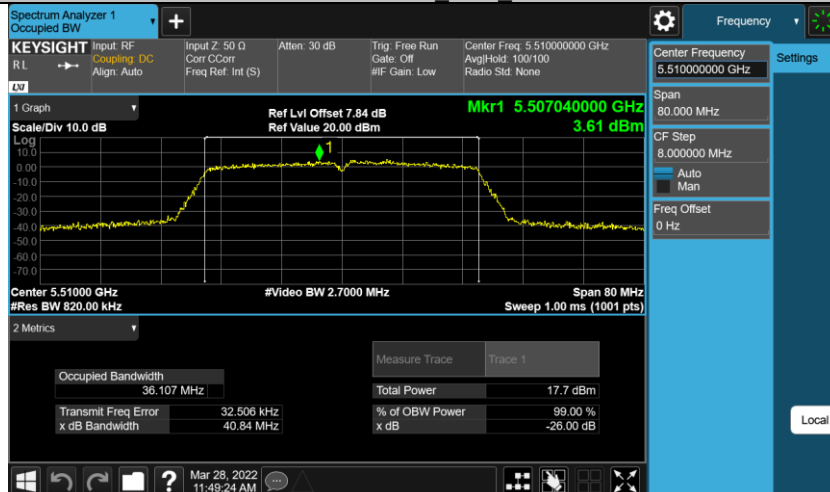 Spectrum Analyzer 1
Occupied BW
KEYSIGHT
RL
Align: Auto
Input: RF
Coupling: DC
Input Z: 50 Ω
Corr CCorr
Freq Ref: Int (S)
Atten: 30 dB
Trig: Free Run
Gate: Off
#IF Gain: Low
Center Freq: 5.510000000 GHz
Avg|Hold: 100/100
Radio Std: None
LXI
1 Graph
Scale/Div 10.0 dB
Ref Lvl Offset 7.84 dB
Ref Value 20.00 dBm
Mkr1 5.507040000 GHz
3.61 dBm
Log
10.0
0.00
-10.0
-20.0
-30.0
-40.0
-50.0
-60.0
-70.0
1
Center 5.51000 GHz
#Res BW 820.00 kHz
#Video BW 2.7000 MHz
Span 80 MHz
Sweep 1.00 ms (1001 pts)
2 Metrics
Measure Trace Trace 1
Occupied Bandwidth
36.107 MHz
Total Power 17.7 dBm
Transmit Freq Error 32.506 kHz
% of OBW Power 99.00 %
x dB Bandwidth 40.84 MHz
x dB -26.00 dB
?
Mar 28, 2022
11:49:24 AM
Frequency
Center Frequency
5.510000000 GHz
Settings
Span
80.000 MHz
CF Step
8.000000 MHz
Auto
Man
Freq Offset
0 Hz
Local